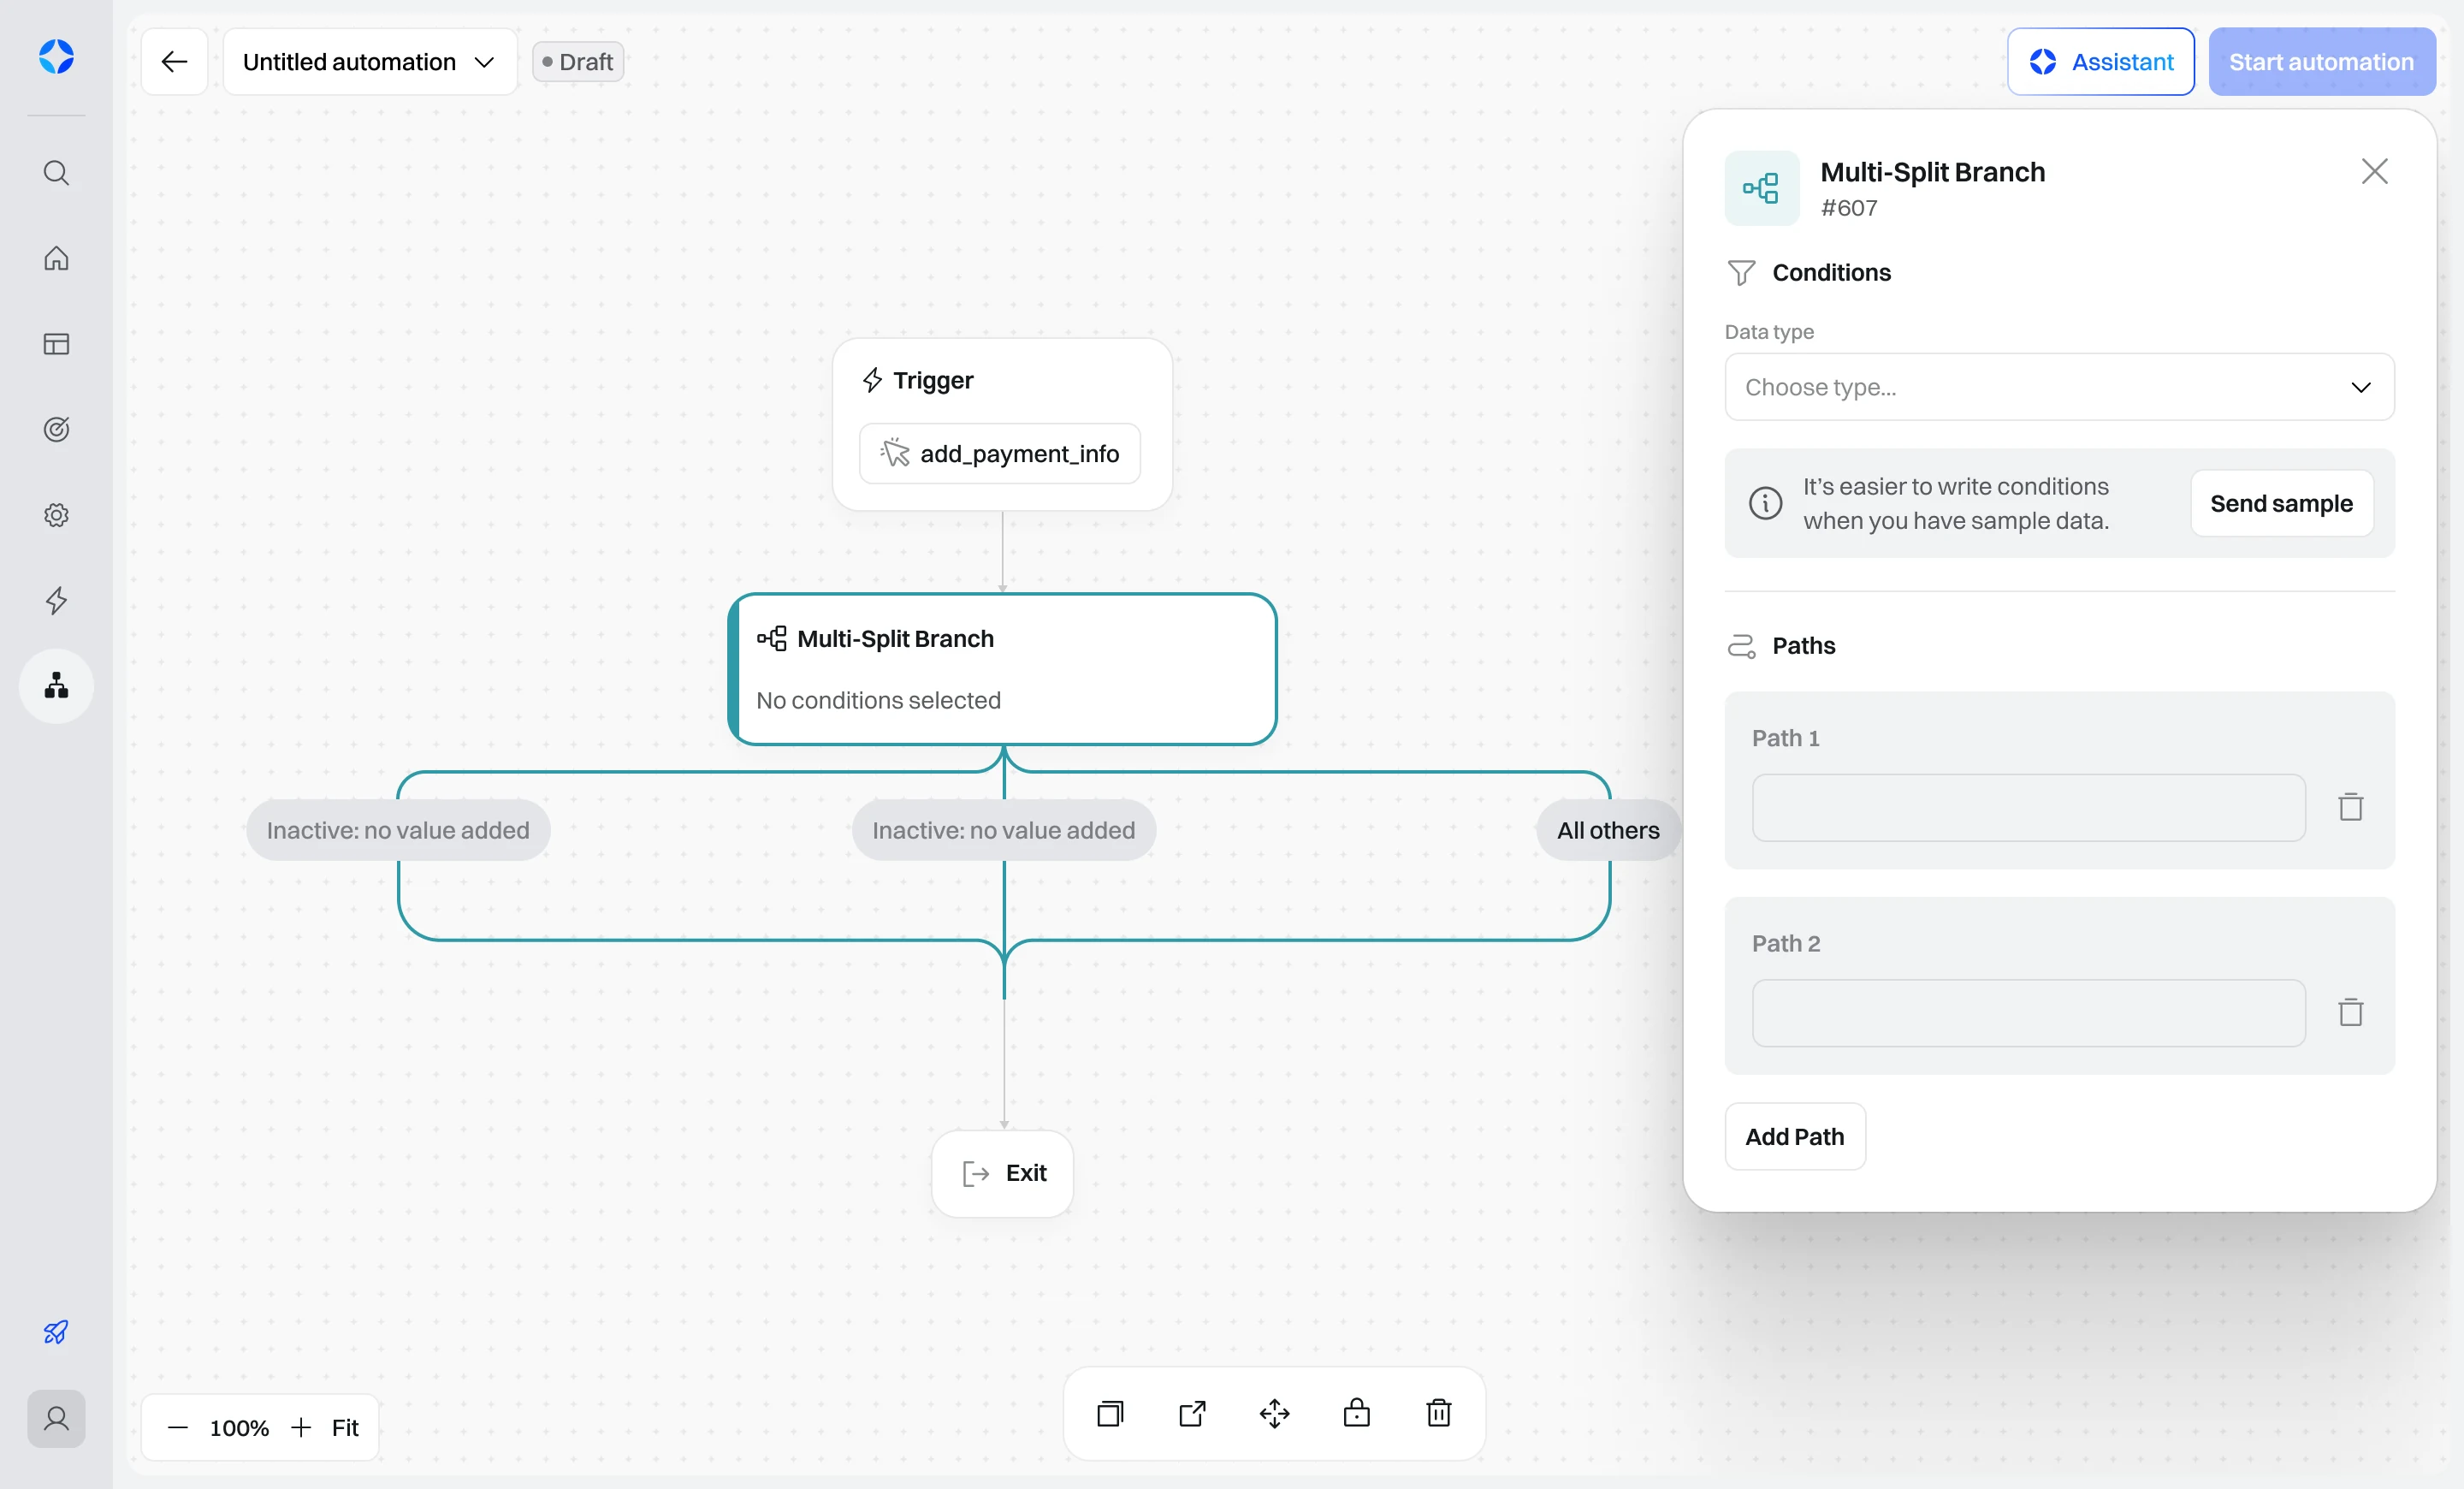 Untitled automation
Draft
Assistant
Start automation
Trigger
add_payment_info
Multi-Split Branch
No conditions selected
Inactive: no value added
Inactive: no value added
All others
Exit
100%
Fit
Multi-Split Branch
#607
Conditions
Data type
Choose type...
It’s easier to write conditions
when you have sample data.
Send sample
Paths
Path 1
Path 2
Add Path